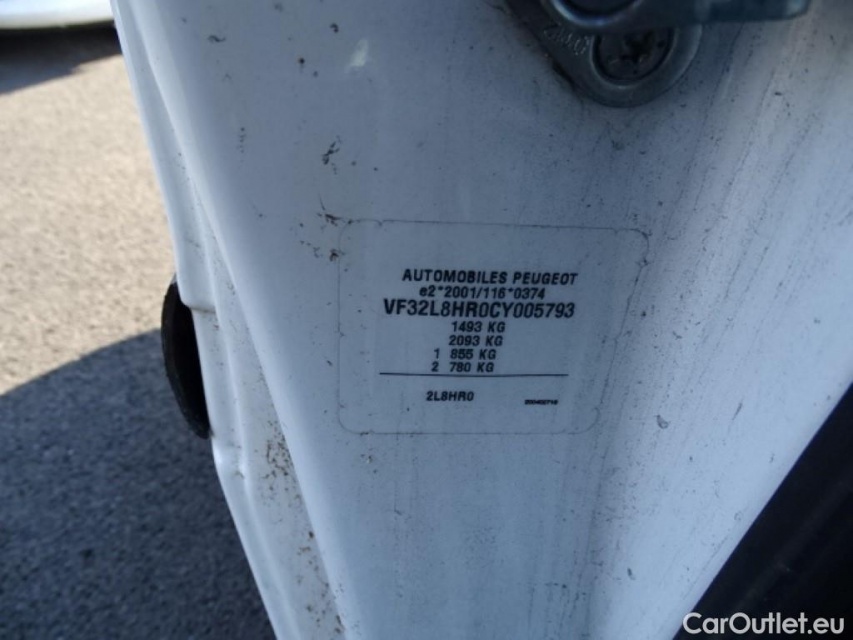 AUTOMOBILES PEUGEOT
e2*2001/116*0374
VF32L8HR0CY005793
1493 KG
2093 KG
1 855 KG
2 780 KG
2L8HR0
CarOutlet.eu